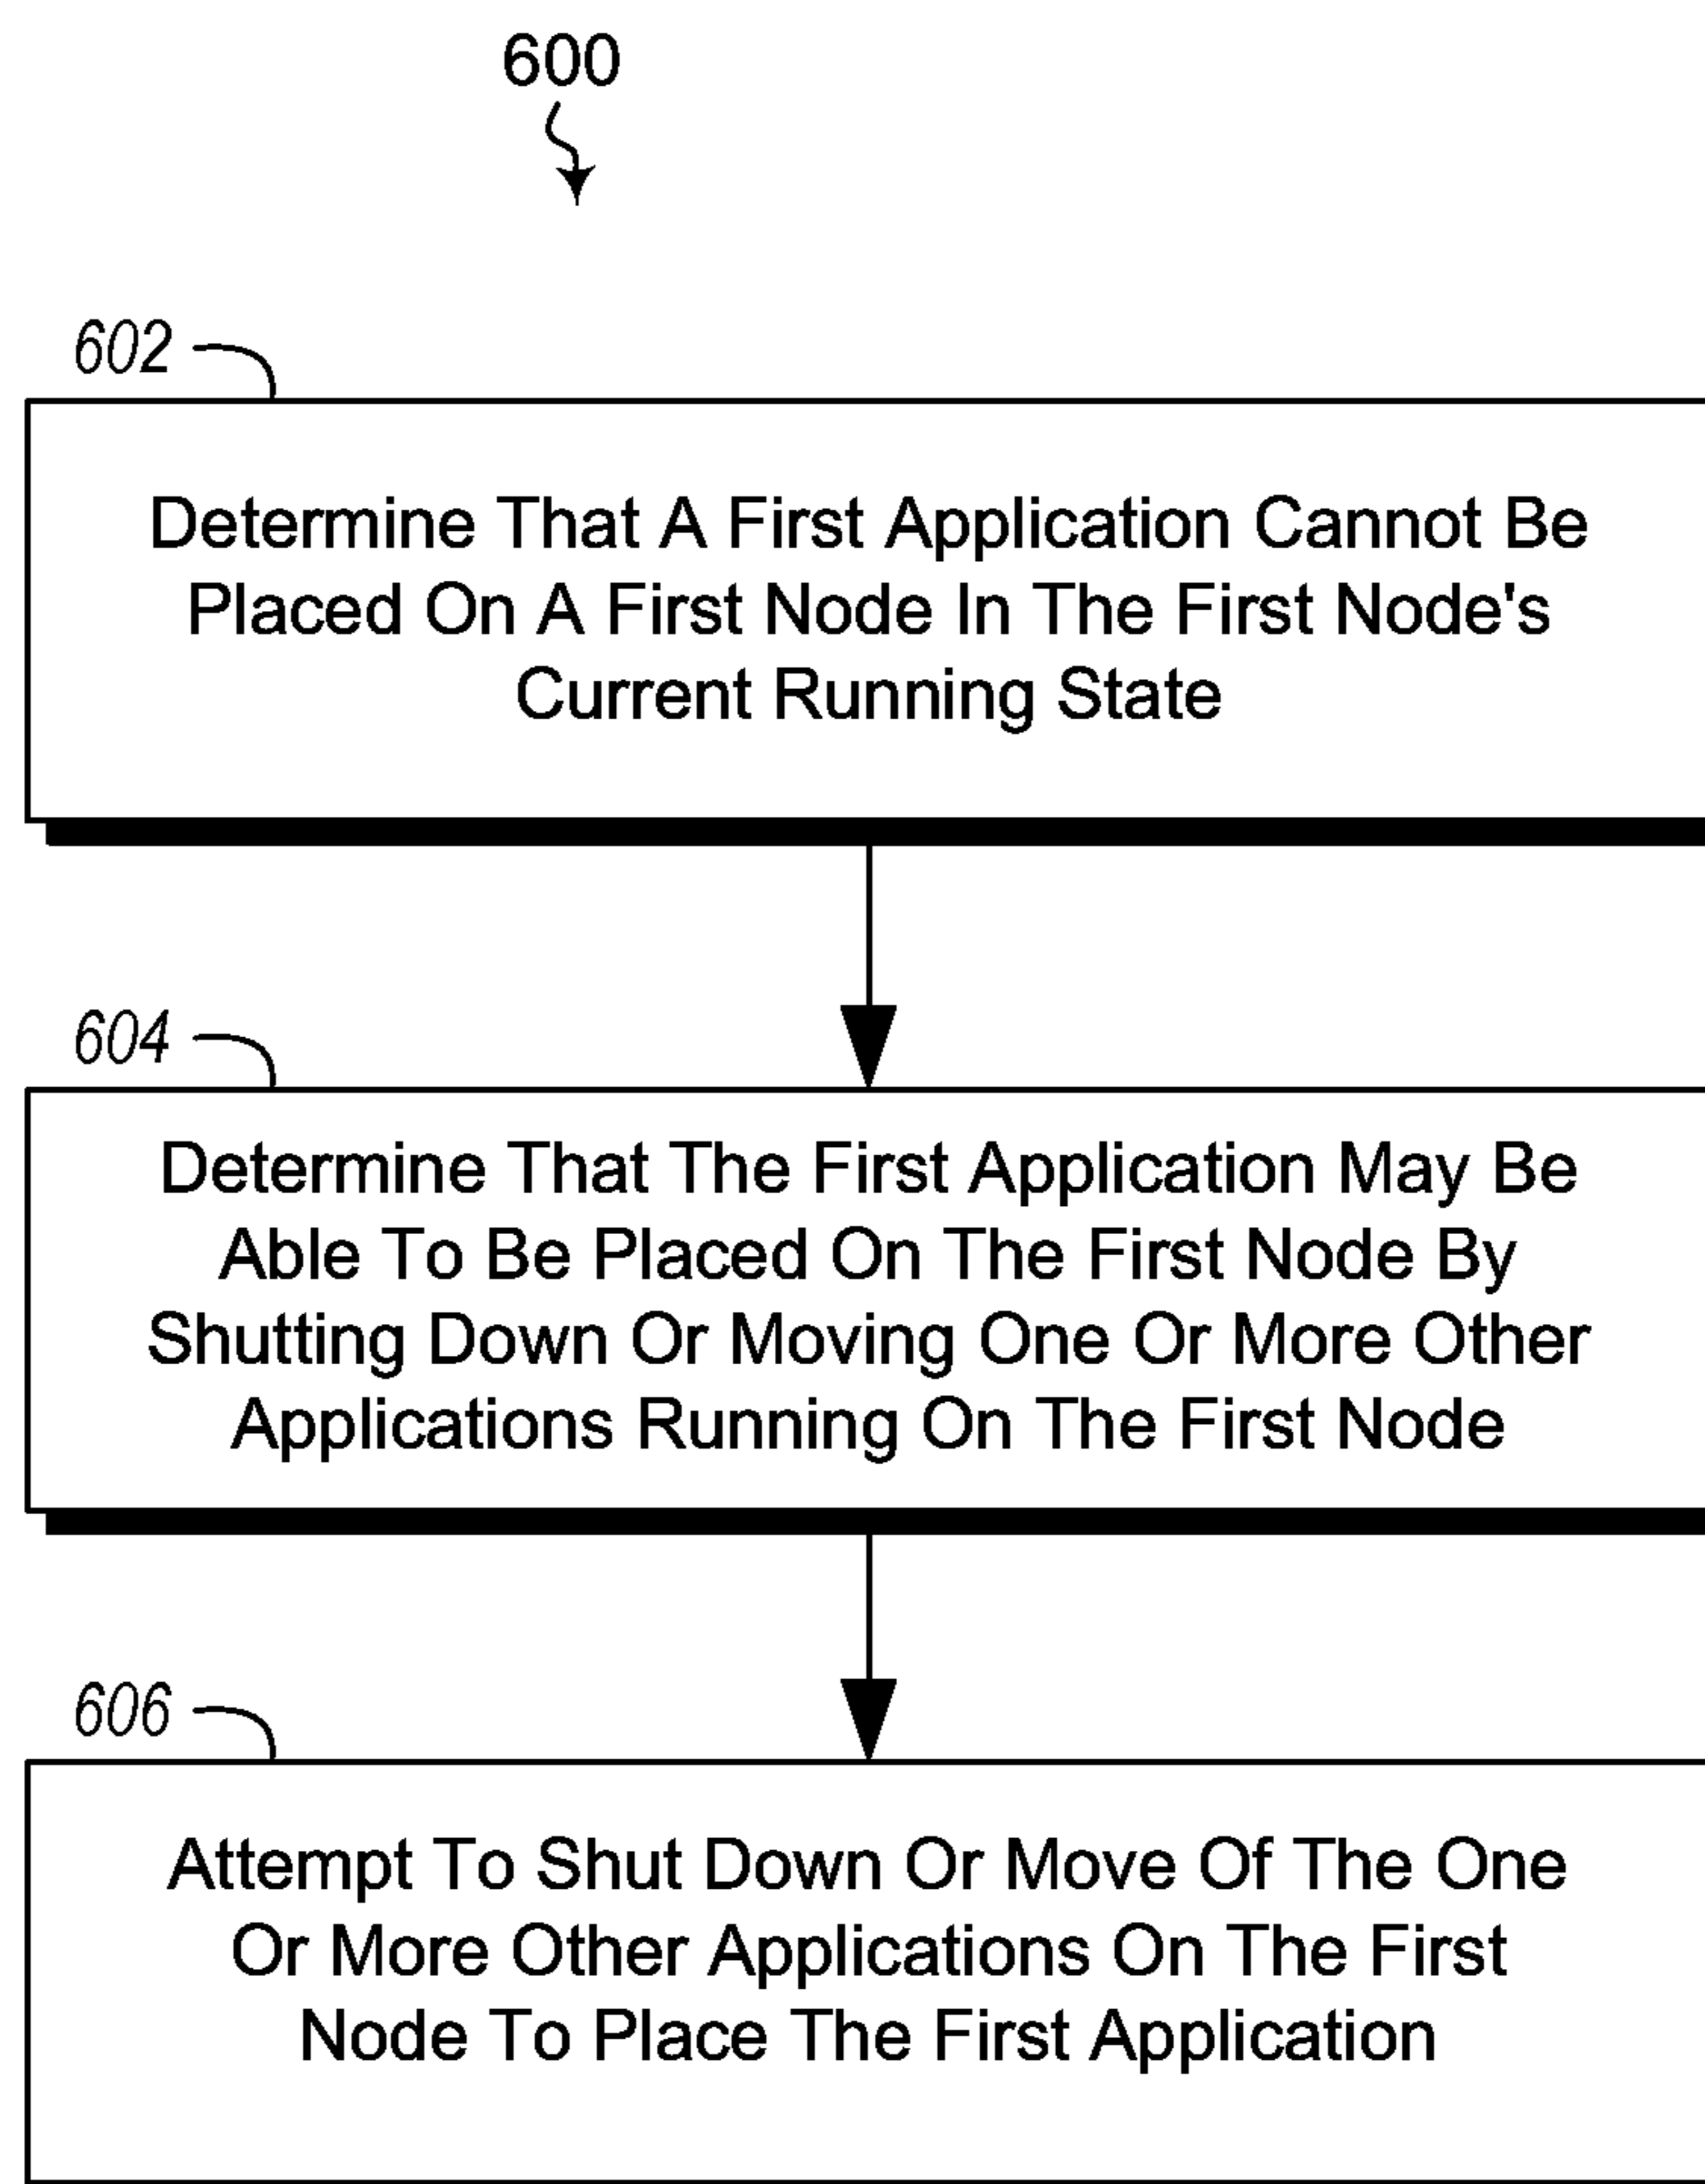 600
602
Determine That A First Application Cannot Be
Placed On A First Node In The First Node's
Current Running State
604
Determine That The First Application May Be
Able To Be Placed On The First Node By
Shutting Down Or Moving One Or More Other
Applications Running On The First Node
606
Attempt To Shut Down Or Move Of The One
Or More Other Applications On The First
Node To Place The First Application